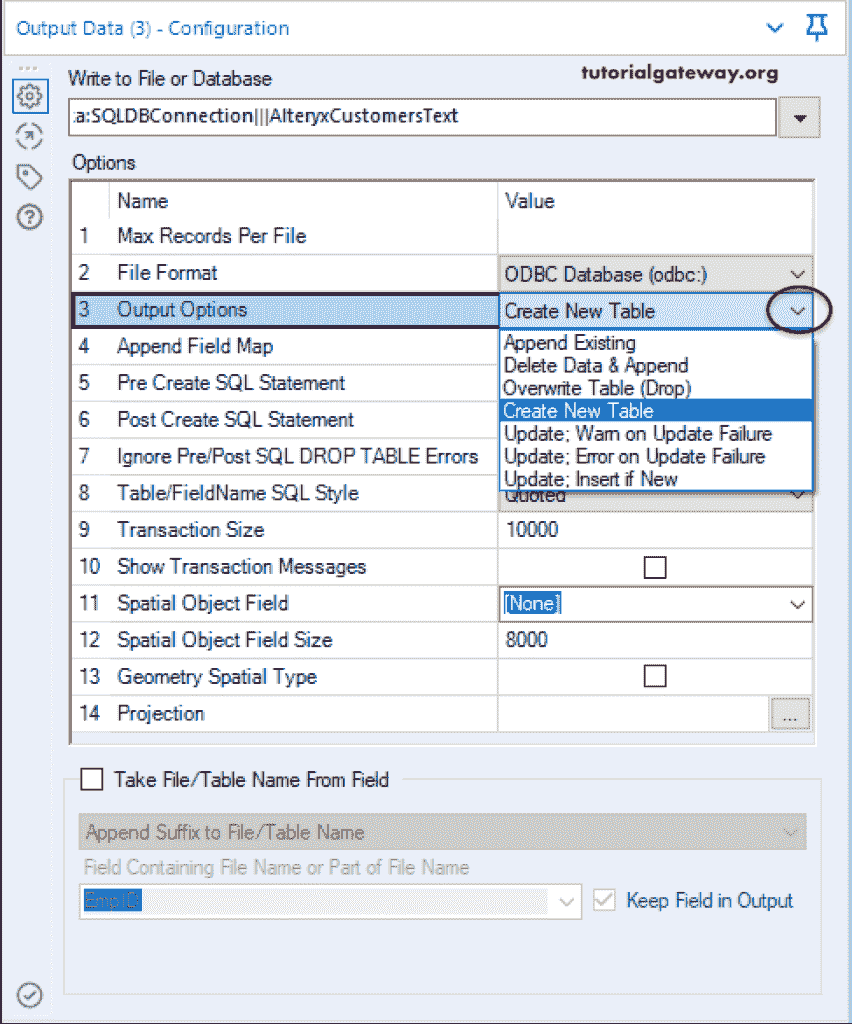 Output Data (3) - Configuration
Write to File or Database
tutorialgateway.org
:a:SQLDBConnection|||AlteryxCustomersText
Options
Name Value
1 Max Records Per File
2 File Format ODBC Database (odbc:)
3 Output Options Create New Table
4 Append Field Map
Append Existing
5 Pre Create SQL Statement
Delete Data & Append
Overwrite Table (Drop)
6 Post Create SQL Statement
Create New Table
7 Ignore Pre/Post SQL DROP TABLE Errors
Update; Warn on Update Failure
Update; Error on Update Failure
Update; Insert if New
8 Table/FieldName SQL Style Quoted
9 Transaction Size 10000
10 Show Transaction Messages
11 Spatial Object Field [None]
12 Spatial Object Field Size 8000
13 Geometry Spatial Type
14 Projection ...
Take File/Table Name From Field
Append Suffix to File/Table Name
Field Containing File Name or Part of File Name
Keep Field in Output